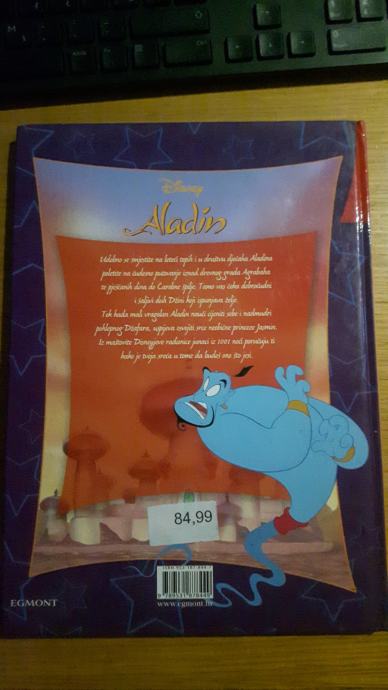 Disney
Aladin
Udobno se smjestite na leteći tepih i u društvu dječaka Aladina
poletite na čudesno putovanje iznad drevnog grada Agrabaha
te pješčanih dina do Čarobne špilje. Tamo vas čeka dobroćudni
i šaljivi duh Džini koji ispunjava želje.
Tek kada mali vragolan Aladin nauči cijeniti sebe i nadmudri
pohlepnog Džafara, uspijeva osvojiti srce neobične princeze Jasmin.
Iz maštovite Disneyjeve radionice junaci iz 1001 noć poručuju ti
kako je tvoja sreća u tome da budeš ono što jesi.
84,99
EGMONT
www.egmont.hr